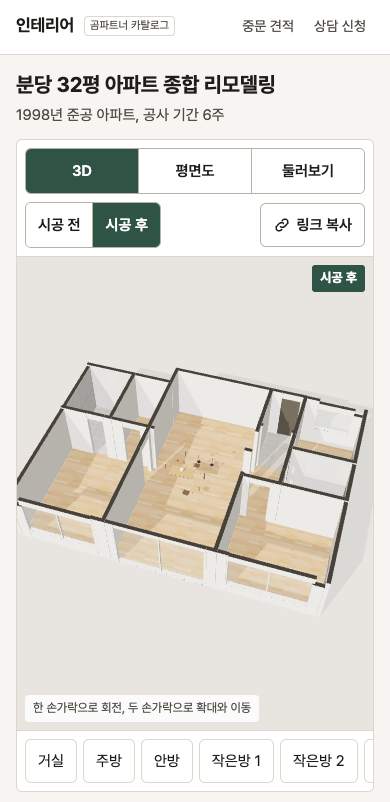 인테리어 곰파트너 카탈로그 중문 견적 상담 신청
분당 32평 아파트 종합 리모델링
1998년 준공 아파트, 공사 기간 6주
3D 평면도 둘러보기
시공 전 시공 후 링크 복사
시공 후
한 손가락으로 회전, 두 손가락으로 확대와 이동
거실 주방 안방 작은방 1 작은방 2